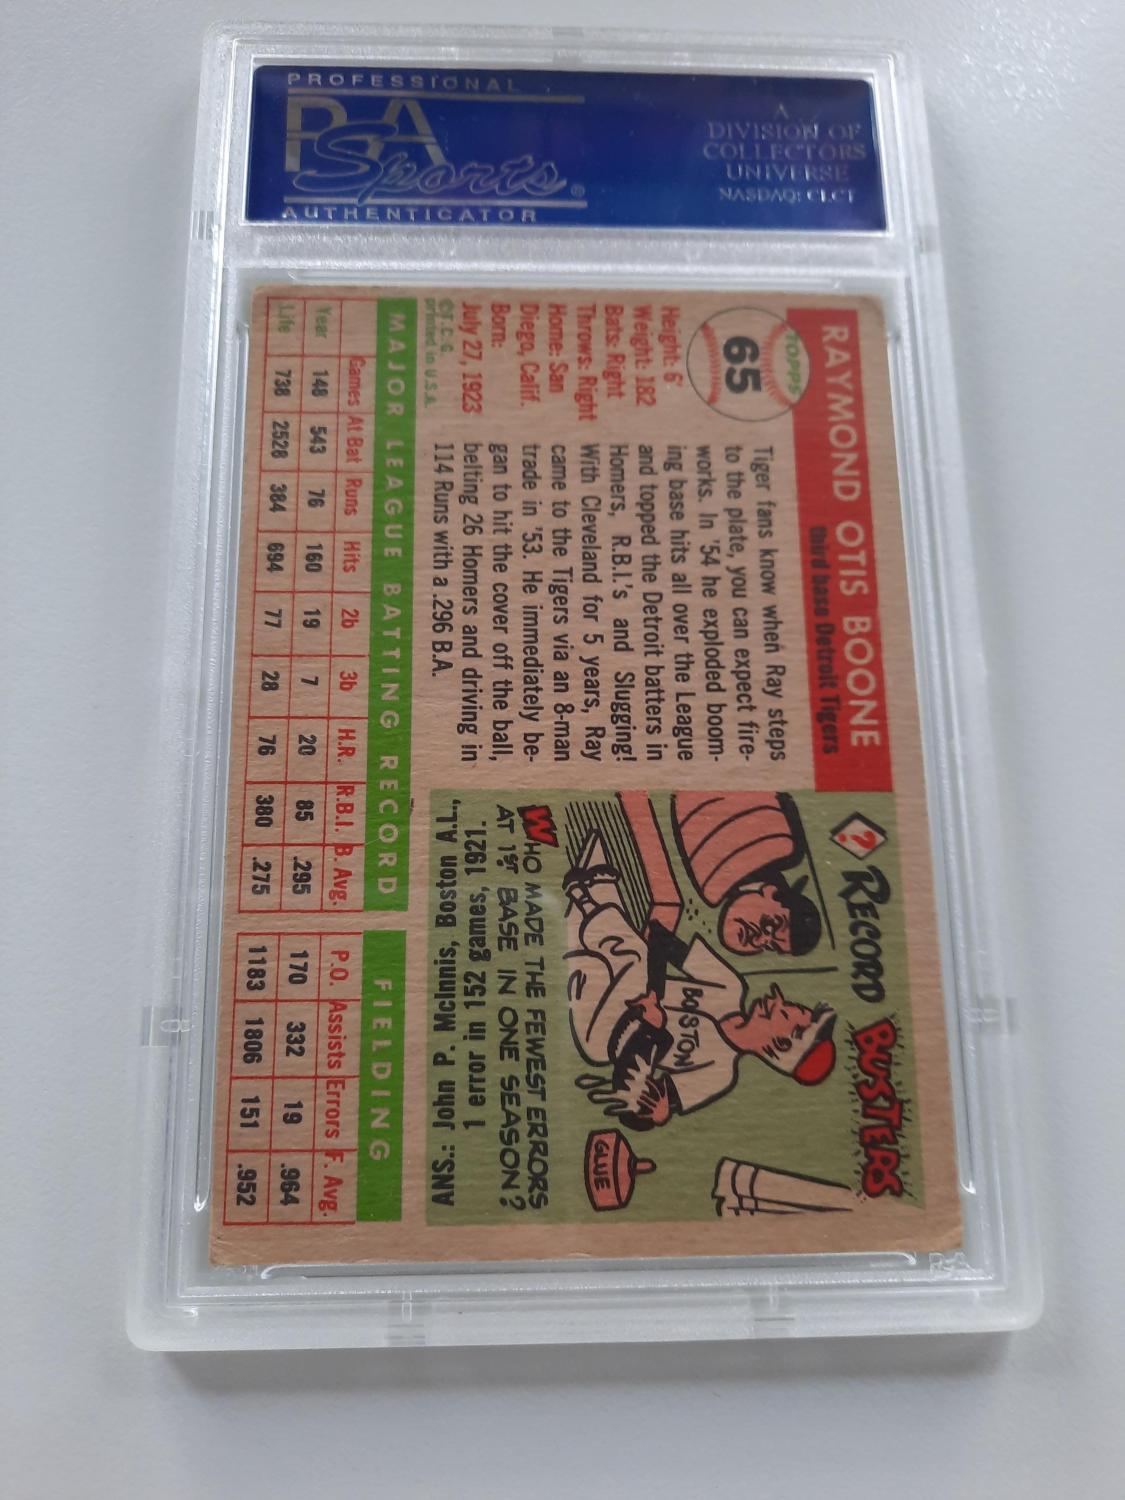 PROFESSIONAL
PSA
Sports®
AUTHENTICATOR
A
DIVISION OF
COLLECTORS
UNIVERSE
NASDAQ: CLCT
RAYMOND OTIS BOONE
third base Detroit Tigers
TOPPS
65
Height: 6'
Weight: 182
Bats: Right
Throws: Right
Home: San
Diego, Calif.
Born:
July 27, 1923
©T.C.G.
printed in U.S.A.
Tiger fans know when Ray steps
to the plate, you can expect fire-
works. In '54 he exploded boom-
ing base hits all over the League
and topped the Detroit batters in
Homers, R.B.I.'s and Slugging!
With Cleveland for 5 years, Ray
came to the Tigers via an 8-man
trade in '53. He immediately be-
gan to hit the cover off the ball,
belting 26 Homers and driving in
114 Runs with a .296 B.A.
? RECORD BUSTERS
BOSTON
GLUE
WHO MADE THE FEWEST ERRORS
AT 1ST BASE IN ONE SEASON?
ANS.: John P. McInnis, Boston A.L.,
1 error in 152 games, 1921.
MAJOR LEAGUE BATTING RECORD FIELDING
Games At Bat Runs Hits 2b 3b H.R. R.B.I. B. Avg. P.O. Assists Errors F. Avg.
Year 148 543 76 160 19 7 20 85 .295 170 332 19 .964
Life 738 2528 384 694 77 28 76 380 .275 1183 1806 151 .952